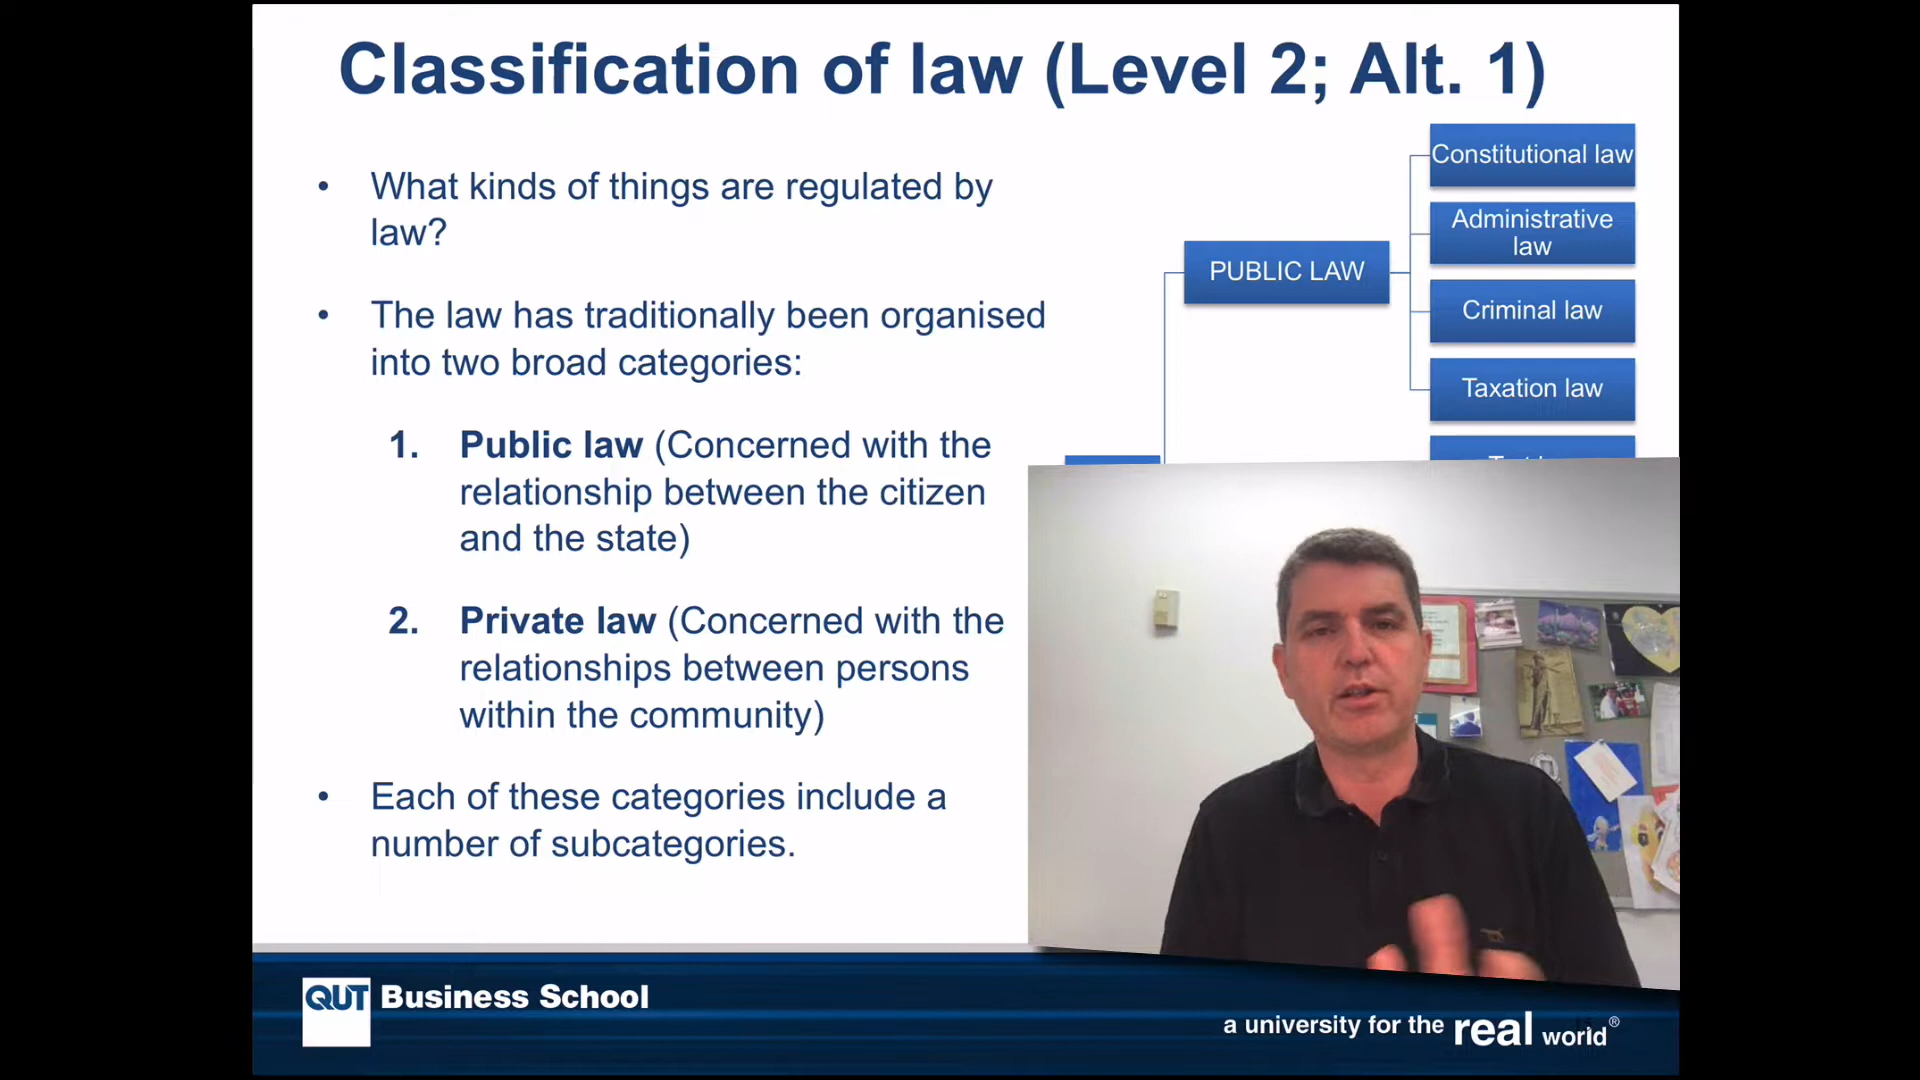 Classification of law (Level 2; Alt. 1)
• What kinds of things are regulated by
law?
• The law has traditionally been organised
into two broad categories:
1. Public law (Concerned with the
relationship between the citizen
and the state)
2. Private law (Concerned with the
relationships between persons
within the community)
• Each of these categories include a
number of subcategories.
PUBLIC LAW
Constitutional law
Administrative
law
Criminal law
Taxation law
QUT Business School
a university for the real world®